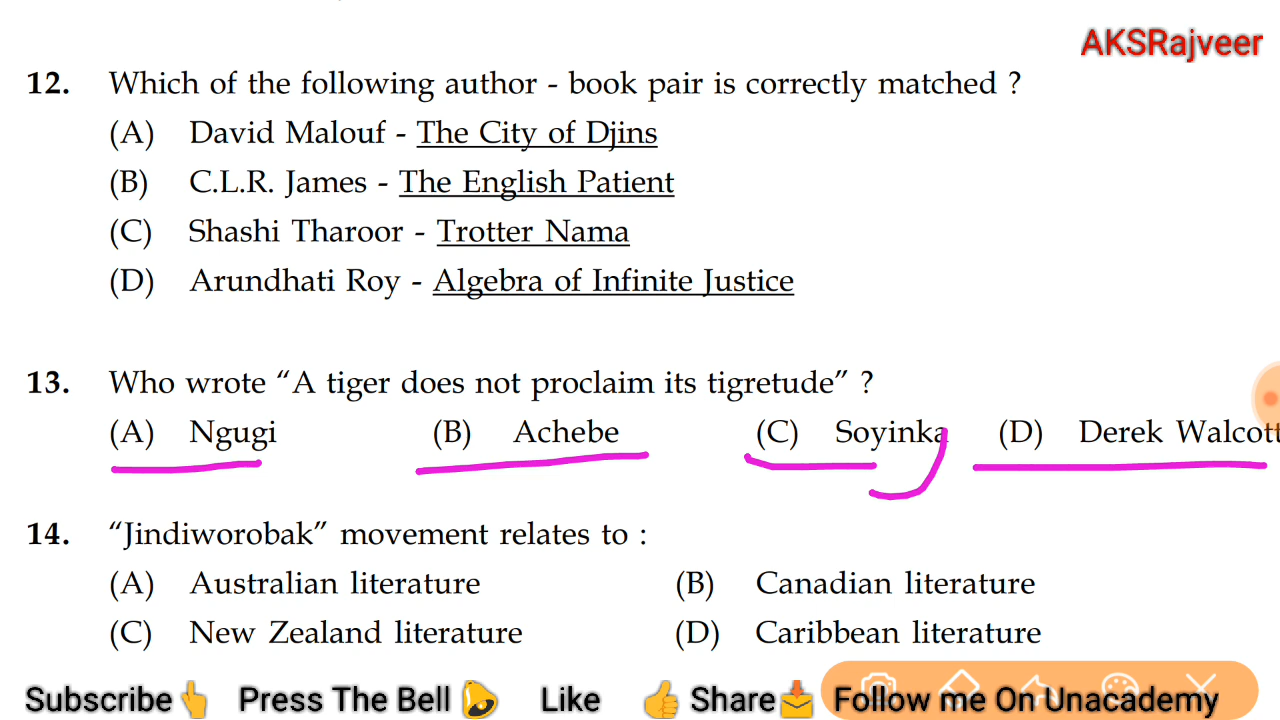 AKSRajveer
12. Which of the following author - book pair is correctly matched ?
(A) David Malouf - The City of Djins
(B) C.L.R. James - The English Patient
(C) Shashi Tharoor - Trotter Nama
(D) Arundhati Roy - Algebra of Infinite Justice
13. Who wrote “A tiger does not proclaim its tigretude” ?
(A) Ngugi (B) Achebe (C) Soyinka (D) Derek Walcott
14. “Jindiworobak” movement relates to :
(A) Australian literature (B) Canadian literature
(C) New Zealand literature (D) Caribbean literature
Subscribe Press The Bell Like Share Follow me On Unacademy